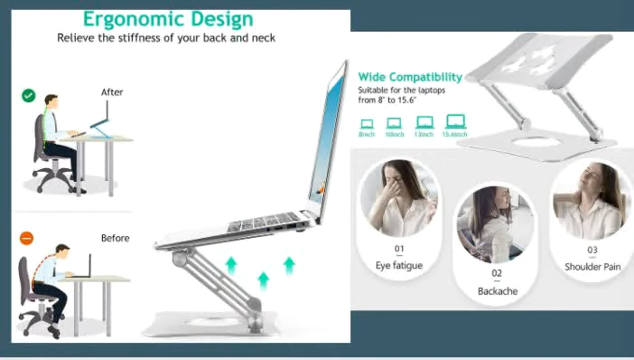 Ergonomic Design
Relieve the stiffness of your back and neck
After
Before
Wide Compatibility
Suitable for the laptops
from 8" to 15.6"
8inch 10inch 13inch 15.6inch
01
Eye fatigue
02
Backache
03
Shoulder Pain